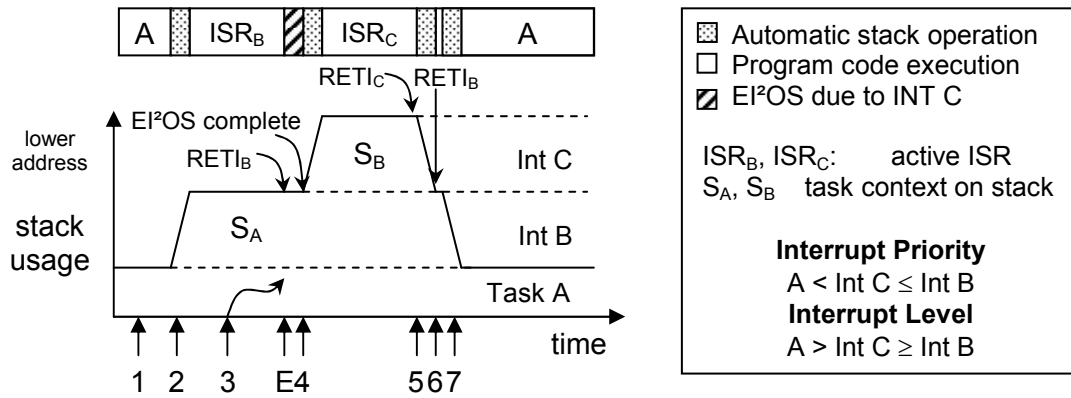 A ISR_B ISR_C A
RETI_C RETI_B
EI²OS complete
RETI_B
lower
address
stack
usage
S_B
S_A
Int C
Int B
Task A
time
1 2 3 E4 5 6 7
Automatic stack operation
Program code execution
EI²OS due to INT C
ISR_B, ISR_C: active ISR
S_A, S_B task context on stack
Interrupt Priority
A < Int C ≤ Int B
Interrupt Level
A > Int C ≥ Int B